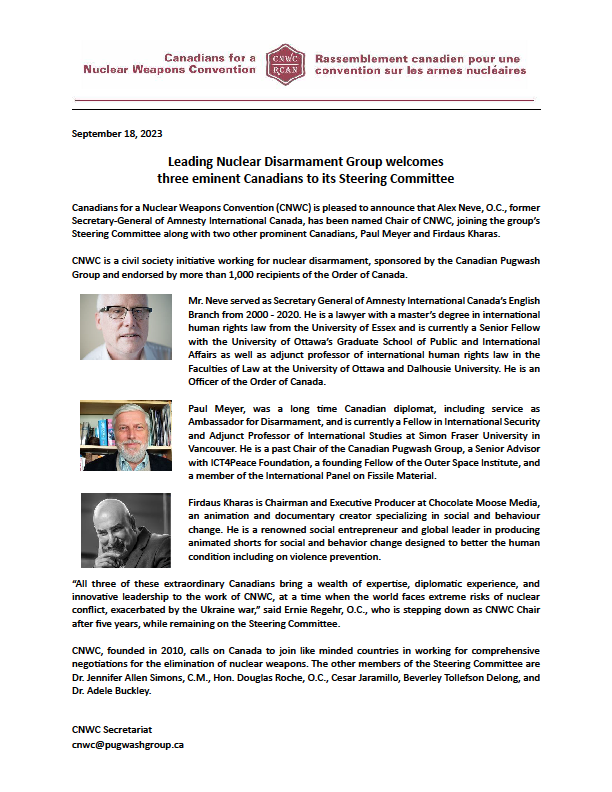 Canadians for a
Nuclear Weapons Convention
CNWC
RCAN
Rassemblement canadien pour une
convention sur les armes nucléaires
September 18, 2023
Leading Nuclear Disarmament Group welcomes
three eminent Canadians to its Steering Committee
Canadians for a Nuclear Weapons Convention (CNWC) is pleased to announce that Alex Neve, O.C., former
Secretary-General of Amnesty International Canada, has been named Chair of CNWC, joining the group's
Steering Committee along with two other prominent Canadians, Paul Meyer and Firdaus Kharas.
CNWC is a civil society initiative working for nuclear disarmament, sponsored by the Canadian Pugwash
Group and endorsed by more than 1,000 recipients of the Order of Canada.
Mr. Neve served as Secretary General of Amnesty International Canada's English
Branch from 2000 - 2020. He is a lawyer with a master's degree in international
human rights law from the University of Essex and is currently a Senior Fellow
with the University of Ottawa's Graduate School of Public and International
Affairs as well as adjunct professor of international human rights law in the
Faculties of Law at the University of Ottawa and Dalhousie University. He is an
Officer of the Order of Canada.
Paul Meyer, was a long time Canadian diplomat, including service as
Ambassador for Disarmament, and is currently a Fellow in International Security
and Adjunct Professor of International Studies at Simon Fraser University in
Vancouver. He is a past Chair of the Canadian Pugwash Group, a Senior Advisor
with ICT4Peace Foundation, a founding Fellow of the Outer Space Institute, and
a member of the International Panel on Fissile Material.
Firdaus Kharas is Chairman and Executive Producer at Chocolate Moose Media,
an animation and documentary creator specializing in social and behaviour
change. He is a renowned social entrepreneur and global leader in producing
animated shorts for social and behavior change designed to better the human
condition including on violence prevention.
“All three of these extraordinary Canadians bring a wealth of expertise, diplomatic experience, and
innovative leadership to the work of CNWC, at a time when the world faces extreme risks of nuclear
conflict, exacerbated by the Ukraine war,” said Ernie Regehr, O.C., who is stepping down as CNWC Chair
after five years, while remaining on the Steering Committee.
CNWC, founded in 2010, calls on Canada to join like minded countries in working for comprehensive
negotiations for the elimination of nuclear weapons. The other members of the Steering Committee are
Dr. Jennifer Allen Simons, C.M., Hon. Douglas Roche, O.C., Cesar Jaramillo, Beverley Tollefson Delong, and
Dr. Adele Buckley.
CNWC Secretariat
cnwc@pugwashgroup.ca